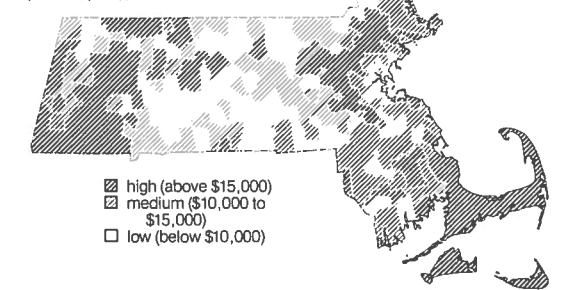 high (above $15,000)
medium ($10,000 to
$15,000)
low (below $10,000)